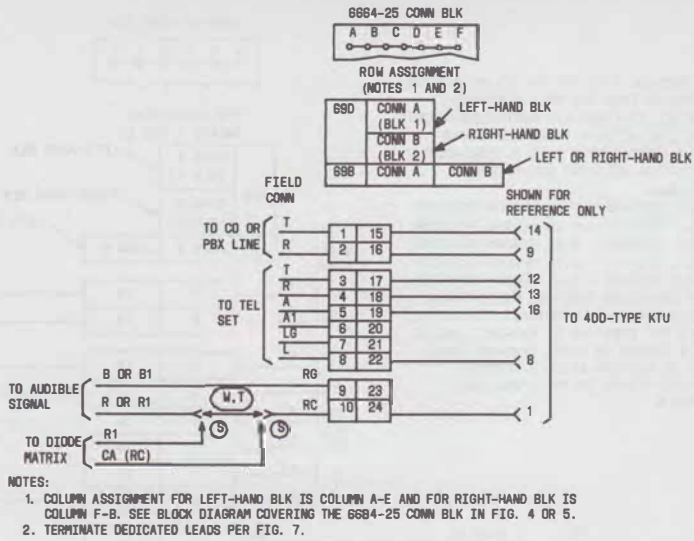 6664-25 CONN BLK
A B C D E F
ROW ASSIGNMENT
(NOTES 1 AND 2)
69D CONN A
(BLK 1)
LEFT-HAND BLK
CONN B
(BLK 2)
RIGHT-HAND BLK
69B CONN A CONN B
LEFT OR RIGHT-HAND BLK
FIELD
CONN
SHOWN FOR
REFERENCE ONLY
TO CO OR
PBX LINE
T 1 15 14
R 2 16 9
TO TEL
SET
T 3 17 12
R 4 18 13
A 5 19 16
A1 6 20
LG 7 21
L 8 22 8
TO 4DD-TYPE KTU
TO AUDIBLE
SIGNAL
B OR B1 RG 9 23
R OR R1 W.T RC 10 24 1
S S
TO DIODE
MATRIX
R1
CA (RC)
NOTES:
1. COLUMN ASSIGNMENT FOR LEFT-HAND BLK IS COLUMN A-E AND FOR RIGHT-HAND BLK IS
COLUMN F-B. SEE BLOCK DIAGRAM COVERING THE 66B4-25 CONN BLK IN FIG. 4 OR 5.
2. TERMINATE DEDICATED LEADS PER FIG. 7.